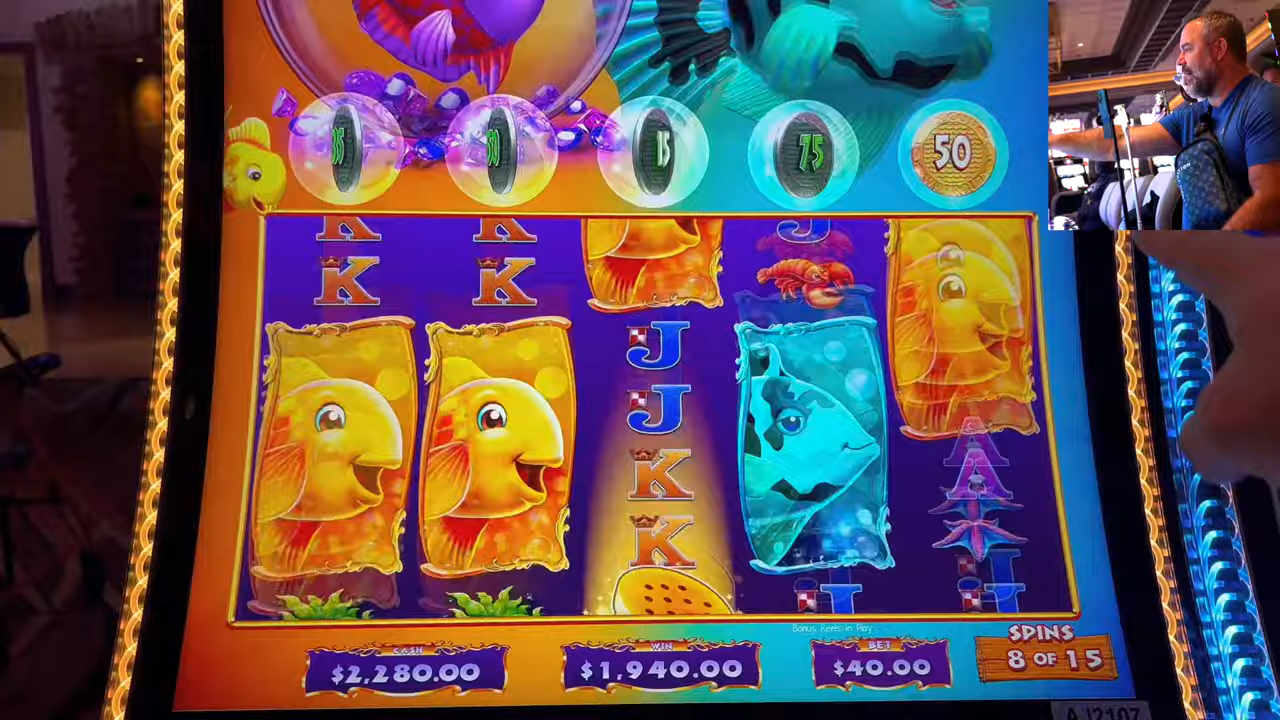 15
75
50
K K J
K K
J
J
K A
K
J J
Bonus Reels in Play
CASH WIN BET SPINS
$2,280.00 $1,940.00 $40.00 8 OF 15